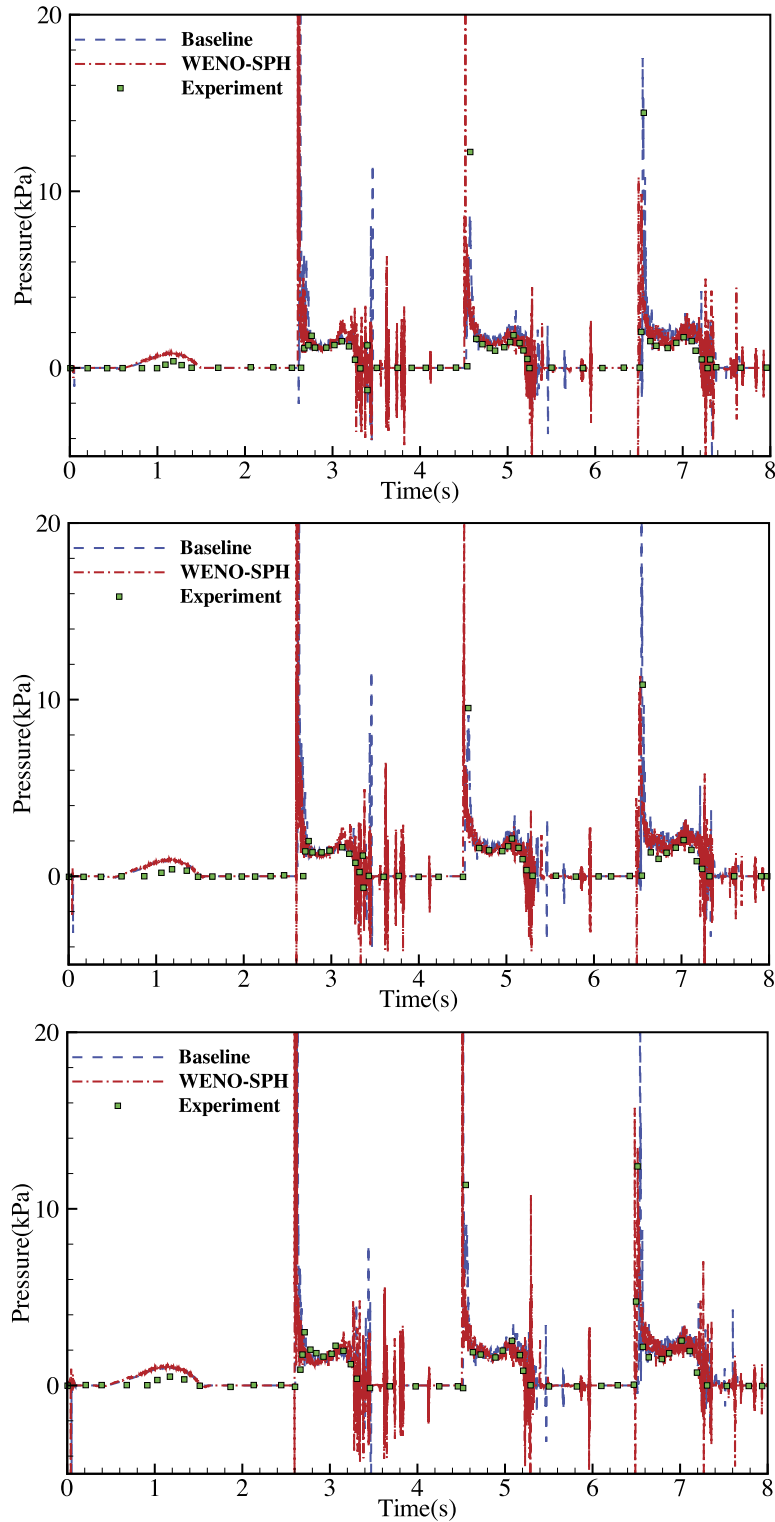 20
Baseline
WENO-SPH
Experiment
Pressure(kPa)
10
0
0 1 2 3 4 5 6 7 8
Time(s)
20
Baseline
WENO-SPH
Experiment
Pressure(kPa)
10
0
0 1 2 3 4 5 6 7 8
Time(s)
20
Baseline
WENO-SPH
Experiment
Pressure(kPa)
10
0
0 1 2 3 4 5 6 7 8
Time(s)